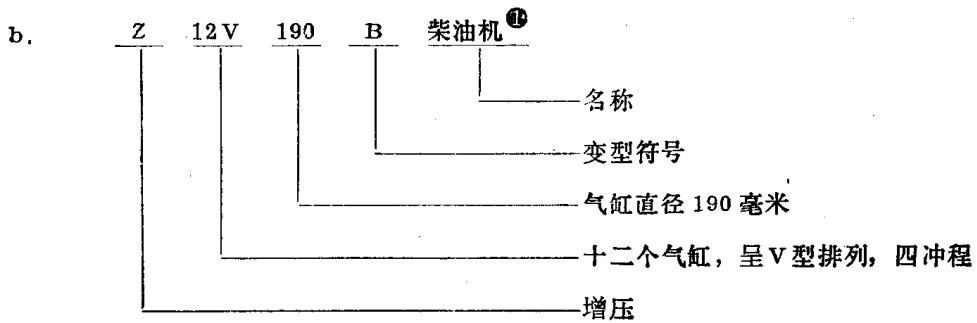 b. Z 12V 190 B 柴油机❶
名称
变型符号
气缸直径 190 毫米
十二个气缸，呈V型排列，四冲程
增压